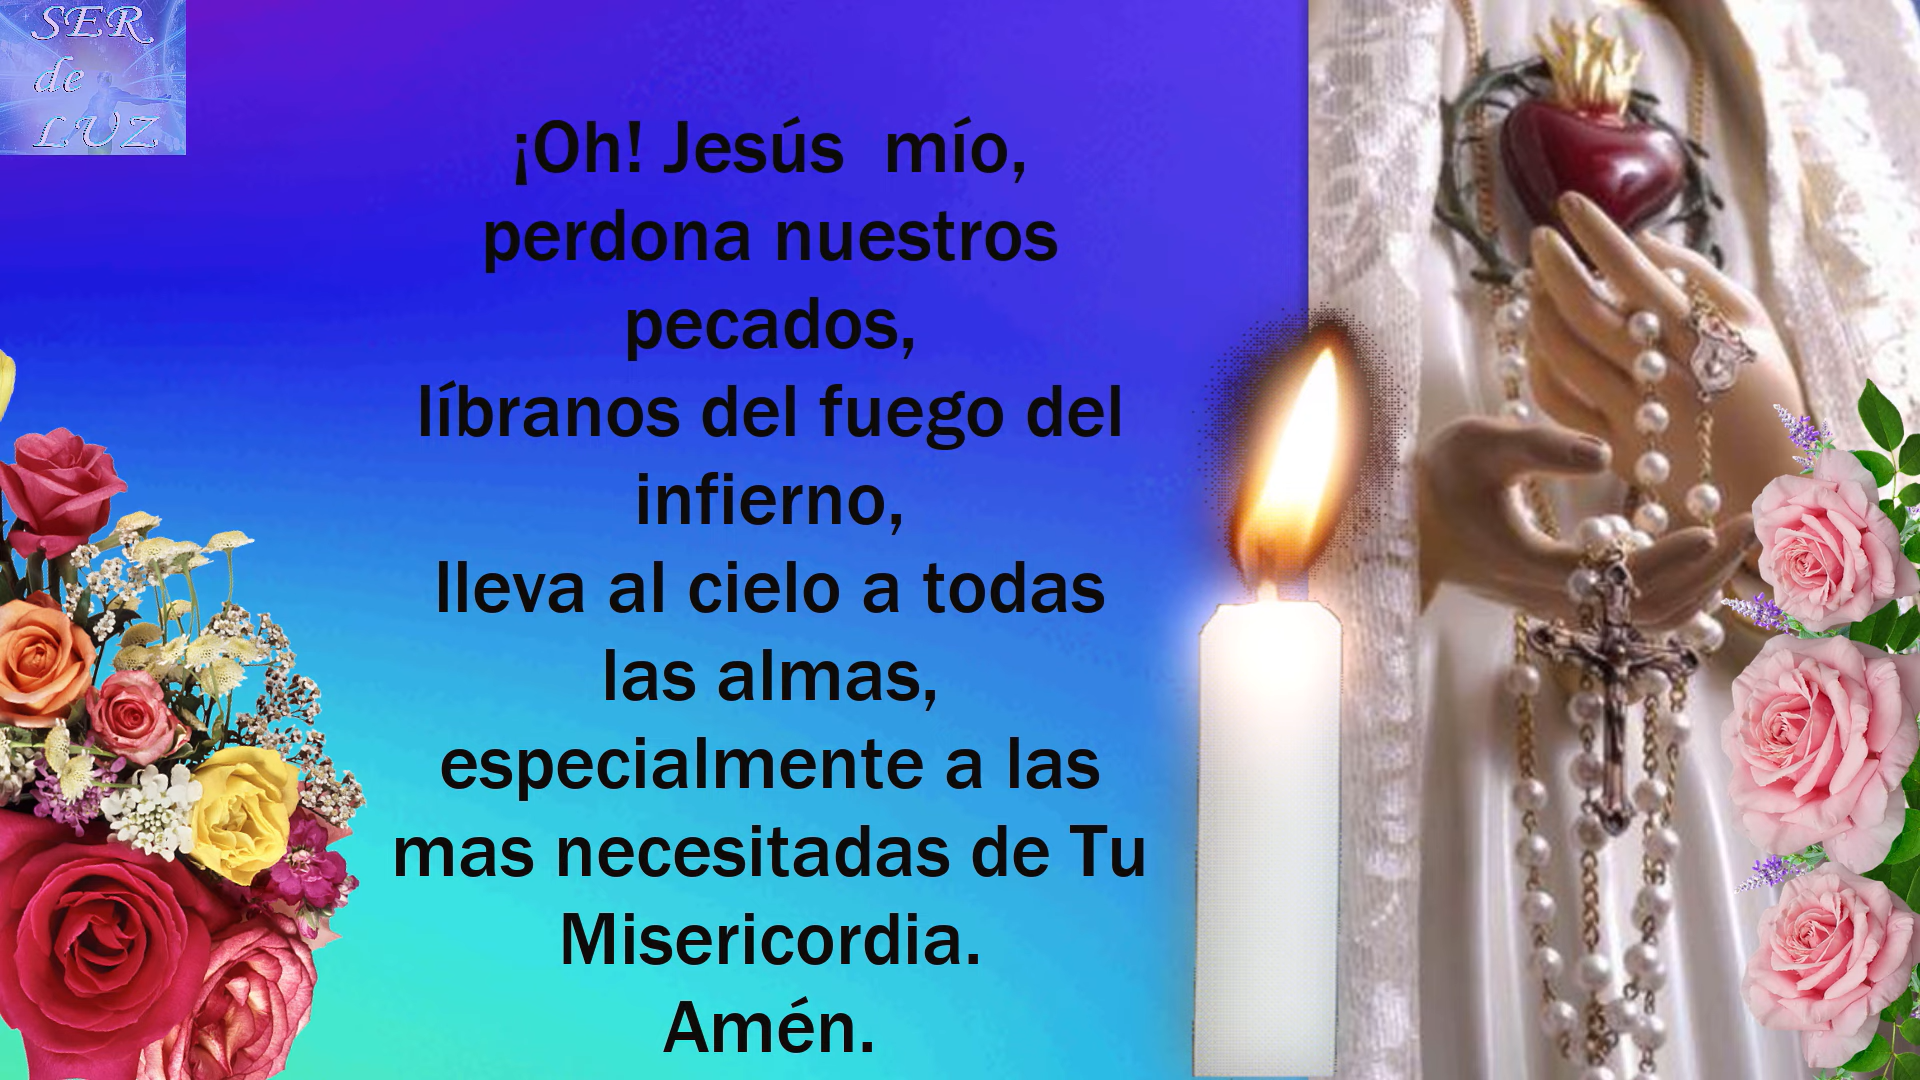 SER
de
LUZ
¡Oh! Jesús  mío,
perdona nuestros
pecados,
líbranos del fuego del
infierno,
lleva al cielo a todas
las almas,
especialmente a las
mas necesitadas de Tu
Misericordia.
Amén.